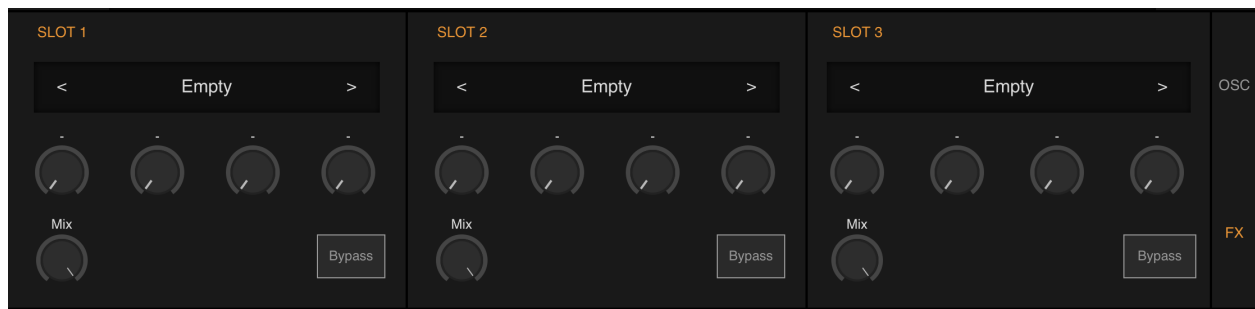 SLOT 1
< Empty >
- - - -
Mix
Bypass
SLOT 2
< Empty >
- - - -
Mix
Bypass
SLOT 3
< Empty >
- - - -
Mix
Bypass
OSC
FX